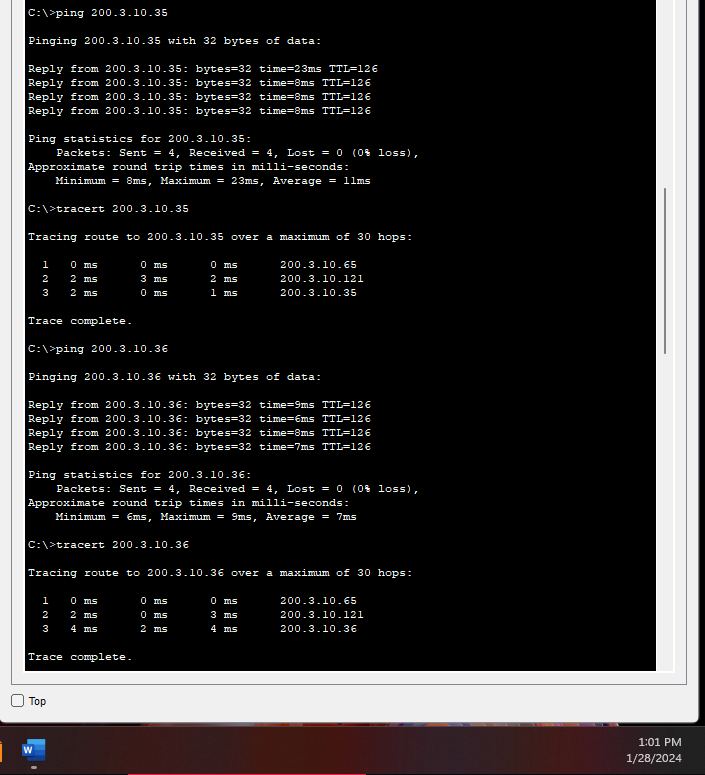 C:\>ping 200.3.10.35
Pinging 200.3.10.35 with 32 bytes of data:
Reply from 200.3.10.35: bytes=32 time=23ms TTL=126
Reply from 200.3.10.35: bytes=32 time=8ms TTL=126
Reply from 200.3.10.35: bytes=32 time=8ms TTL=126
Reply from 200.3.10.35: bytes=32 time=8ms TTL=126
Ping statistics for 200.3.10.35:
    Packets: Sent = 4, Received = 4, Lost = 0 (0% loss),
Approximate round trip times in milli-seconds:
    Minimum = 8ms, Maximum = 23ms, Average = 11ms
C:\>tracert 200.3.10.35
Tracing route to 200.3.10.35 over a maximum of 30 hops:
  1   0 ms      0 ms      0 ms      200.3.10.65
  2   2 ms      3 ms      2 ms      200.3.10.121
  3   2 ms      0 ms      1 ms      200.3.10.35
Trace complete.
C:\>ping 200.3.10.36
Pinging 200.3.10.36 with 32 bytes of data:
Reply from 200.3.10.36: bytes=32 time=9ms TTL=126
Reply from 200.3.10.36: bytes=32 time=6ms TTL=126
Reply from 200.3.10.36: bytes=32 time=8ms TTL=126
Reply from 200.3.10.36: bytes=32 time=7ms TTL=126
Ping statistics for 200.3.10.36:
    Packets: Sent = 4, Received = 4, Lost = 0 (0% loss),
Approximate round trip times in milli-seconds:
    Minimum = 6ms, Maximum = 9ms, Average = 7ms
C:\>tracert 200.3.10.36
Tracing route to 200.3.10.36 over a maximum of 30 hops:
  1   0 ms      0 ms      0 ms      200.3.10.65
  2   2 ms      0 ms      3 ms      200.3.10.121
  3   4 ms      2 ms      4 ms      200.3.10.36
Trace complete.
Top
W
1:01 PM
1/28/2024